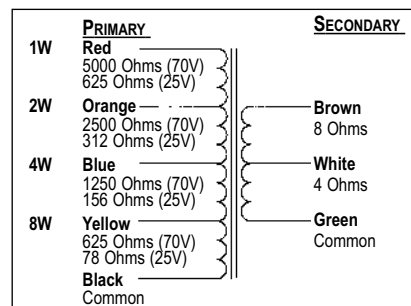 PRIMARY
SECONDARY
1W Red
5000 Ohms (70V)
625 Ohms (25V)
2W Orange
2500 Ohms (70V)
312 Ohms (25V)
4W Blue
1250 Ohms (70V)
156 Ohms (25V)
8W Yellow
625 Ohms (70V)
78 Ohms (25V)
Black
Common
Brown
8 Ohms
White
4 Ohms
Green
Common